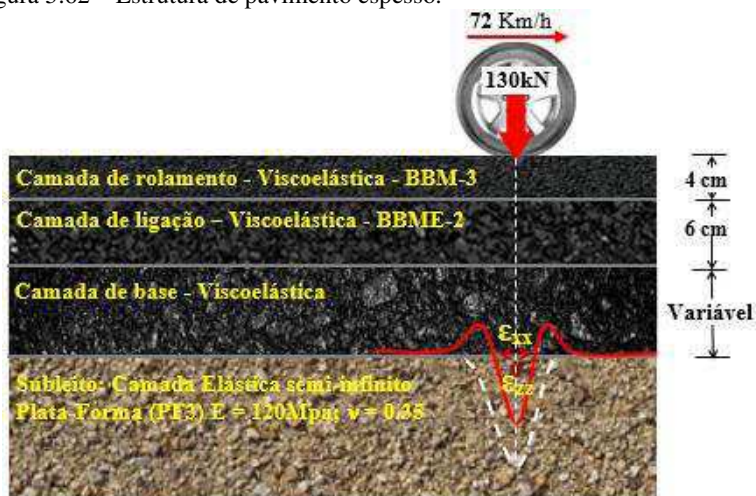 gura 5.62 – Estrutura de pavimento espesso.
72 Km/h
130kN
Camada de rolamento - Viscoelástica - BBM-3
4 cm
Camada de ligação – Viscoelástica - BBME-2
6 cm
Camada de base - Viscoelástica
Variável
εxx
εzz
Subleito: Camada Elástica semi-infinito
Plata-Forma (PF3) E = 120Mpa; ν = 0.35